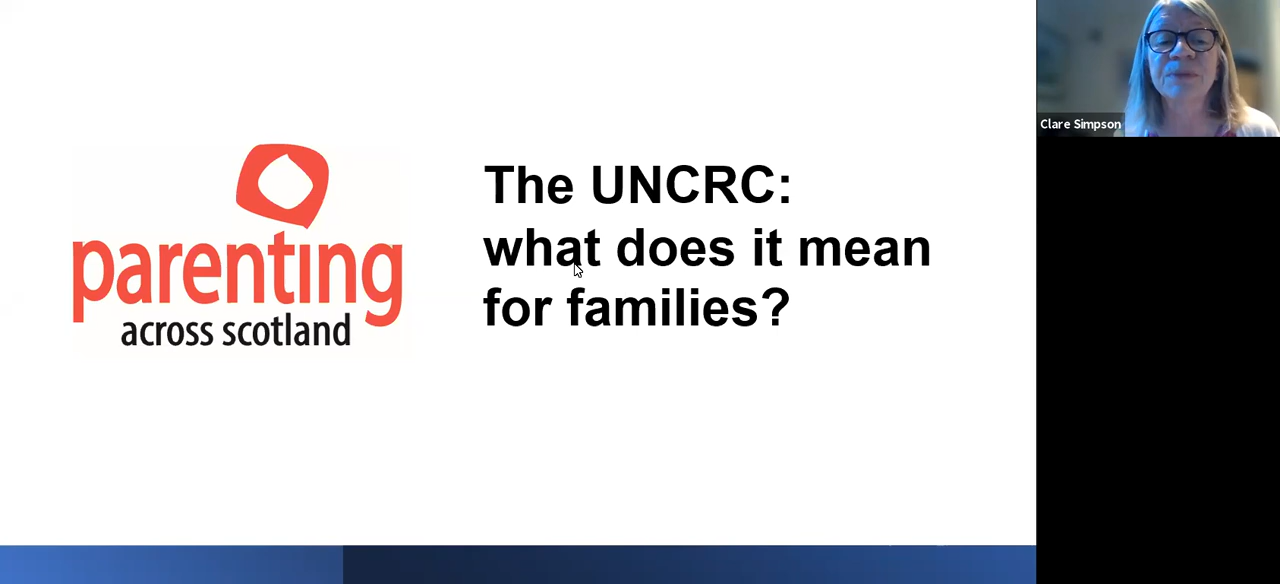 parenting
across scotland
The UNCRC:
what does it mean
for families?
Clare Simpson